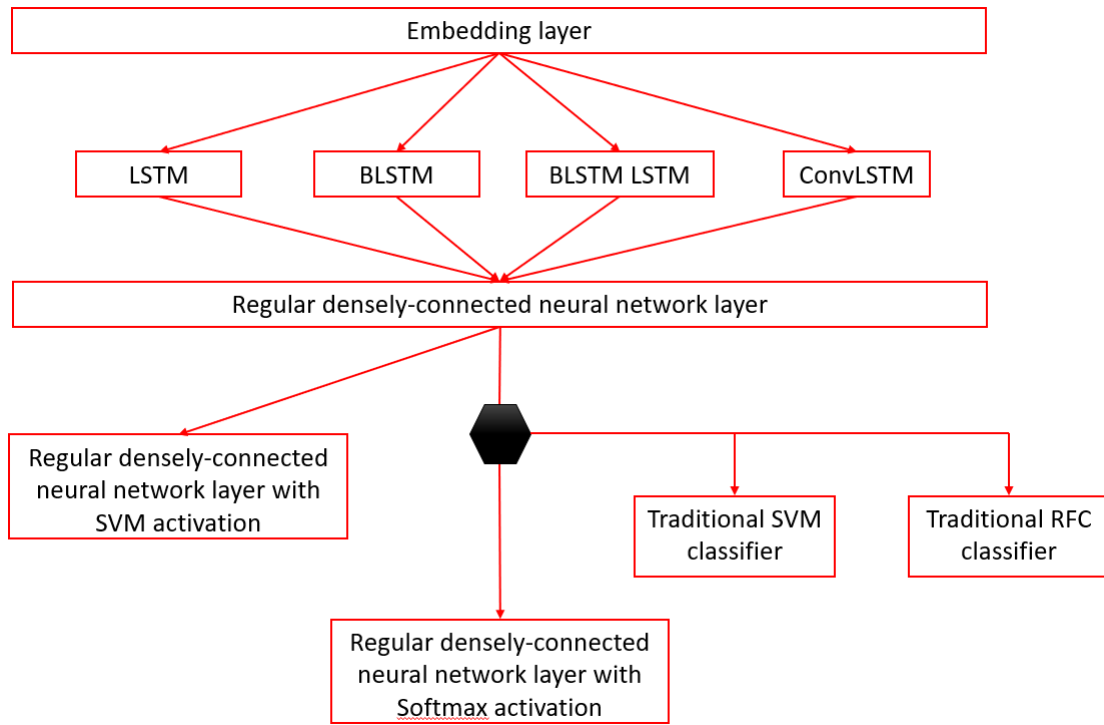 Embedding layer
LSTM
BLSTM
BLSTM LSTM
ConvLSTM
Regular densely-connected neural network layer
Regular densely-connected
neural network layer with
SVM activation
Traditional SVM
classifier
Traditional RFC
classifier
Regular densely-connected
neural network layer with
Softmax activation